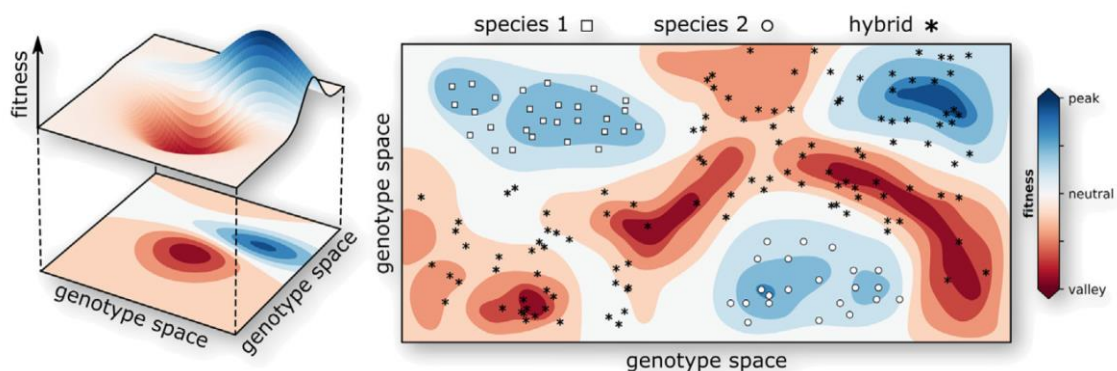 fitness
genotype space
genotype space
species 1
species 2
hybrid
genotype space
genotype space
peak
neutral
valley
fitness